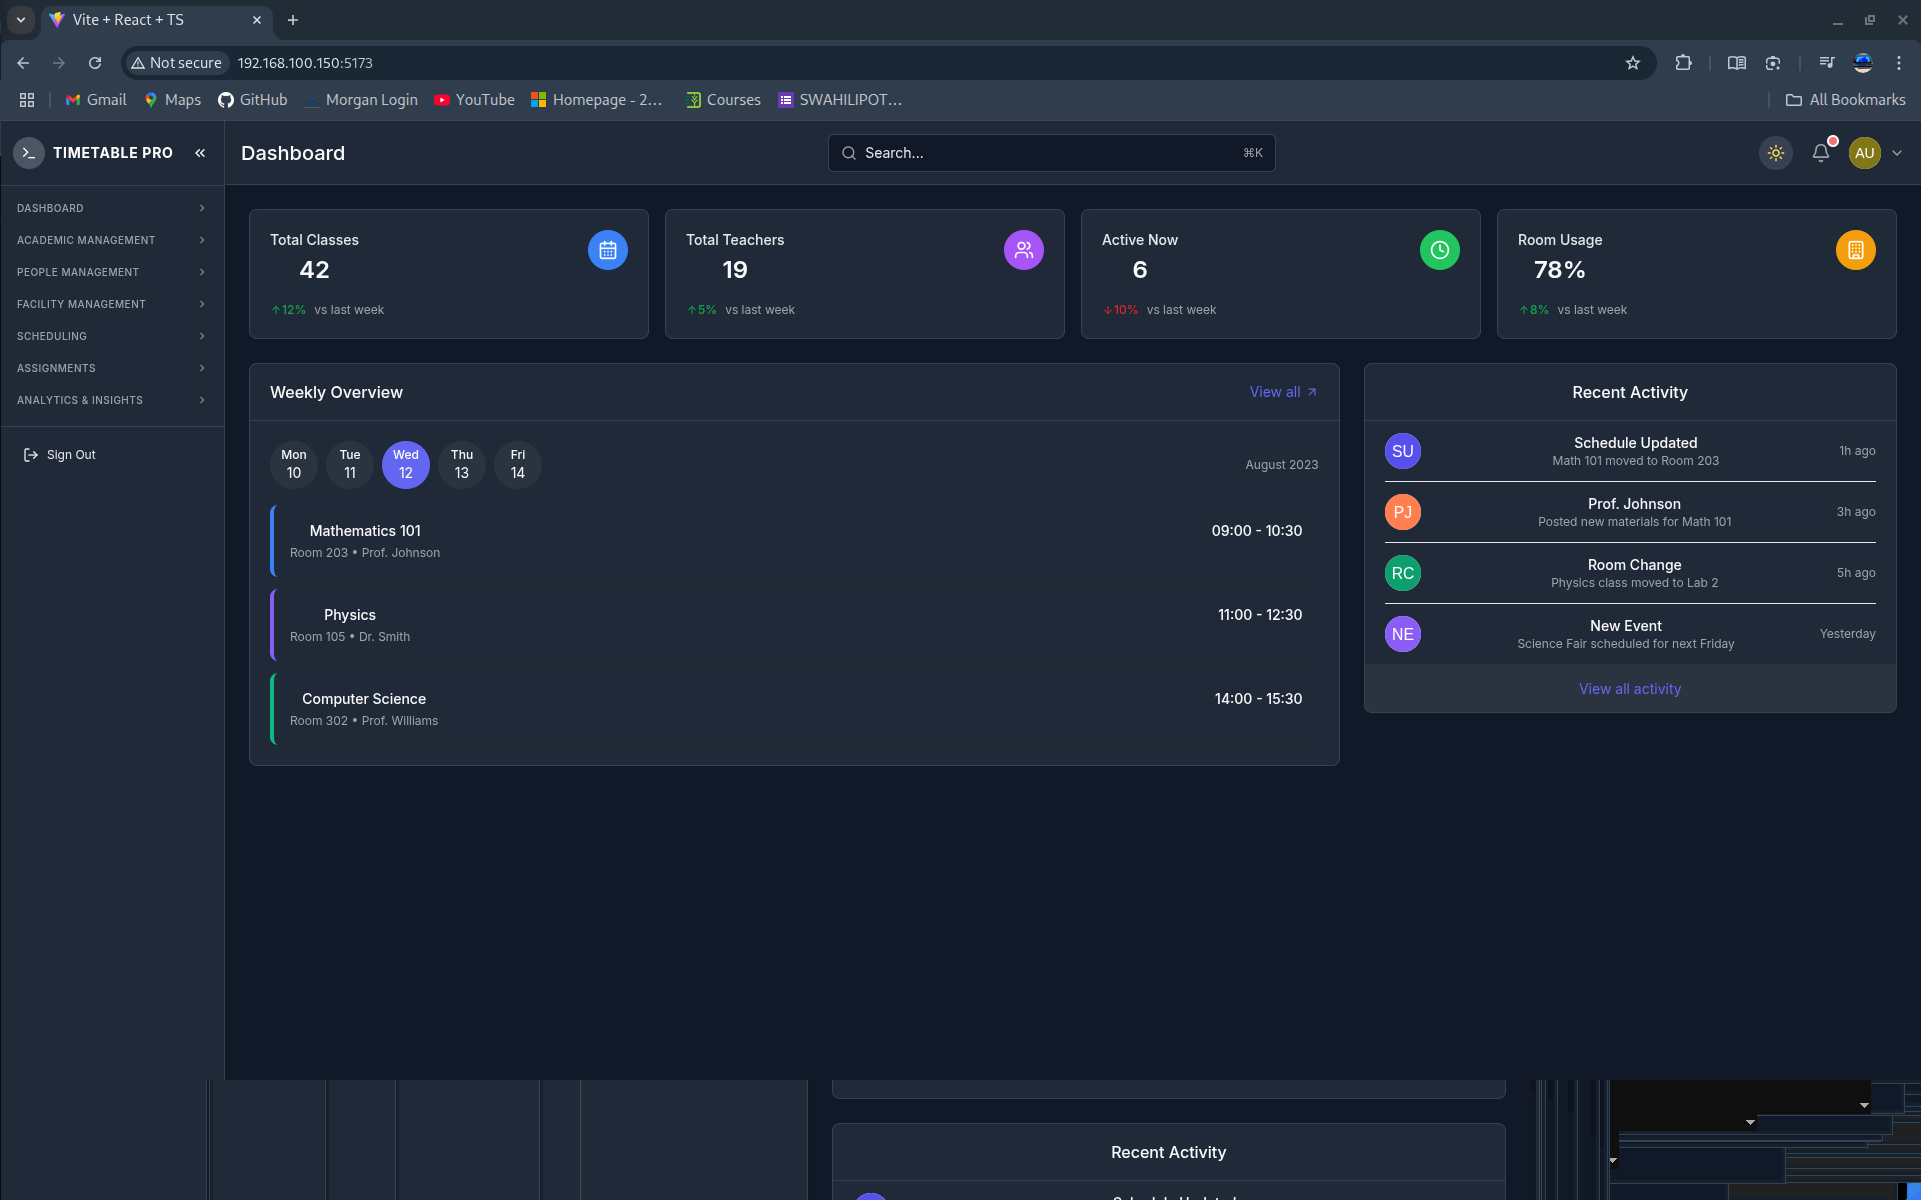 Vite + React + TS
Not secure 192.168.100.150:5173
Gmail Maps GitHub Morgan Login YouTube Homepage - 2... Courses SWAHILIPOT... All Bookmarks
TIMETABLE PRO «
Dashboard
Search... ⌘K
AU
DASHBOARD
ACADEMIC MANAGEMENT
PEOPLE MANAGEMENT
FACILITY MANAGEMENT
SCHEDULING
ASSIGNMENTS
ANALYTICS & INSIGHTS
Sign Out
Total Classes
42
↑12% vs last week
Total Teachers
19
↑5% vs last week
Active Now
6
↓10% vs last week
Room Usage
78%
↑8% vs last week
Weekly Overview
View all ↗
Mon 10
Tue 11
Wed 12
Thu 13
Fri 14
August 2023
Mathematics 101
Room 203 • Prof. Johnson
09:00 - 10:30
Physics
Room 105 • Dr. Smith
11:00 - 12:30
Computer Science
Room 302 • Prof. Williams
14:00 - 15:30
Recent Activity
SU
Schedule Updated
Math 101 moved to Room 203
1h ago
PJ
Prof. Johnson
Posted new materials for Math 101
3h ago
RC
Room Change
Physics class moved to Lab 2
5h ago
NE
New Event
Science Fair scheduled for next Friday
Yesterday
View all activity
Recent Activity